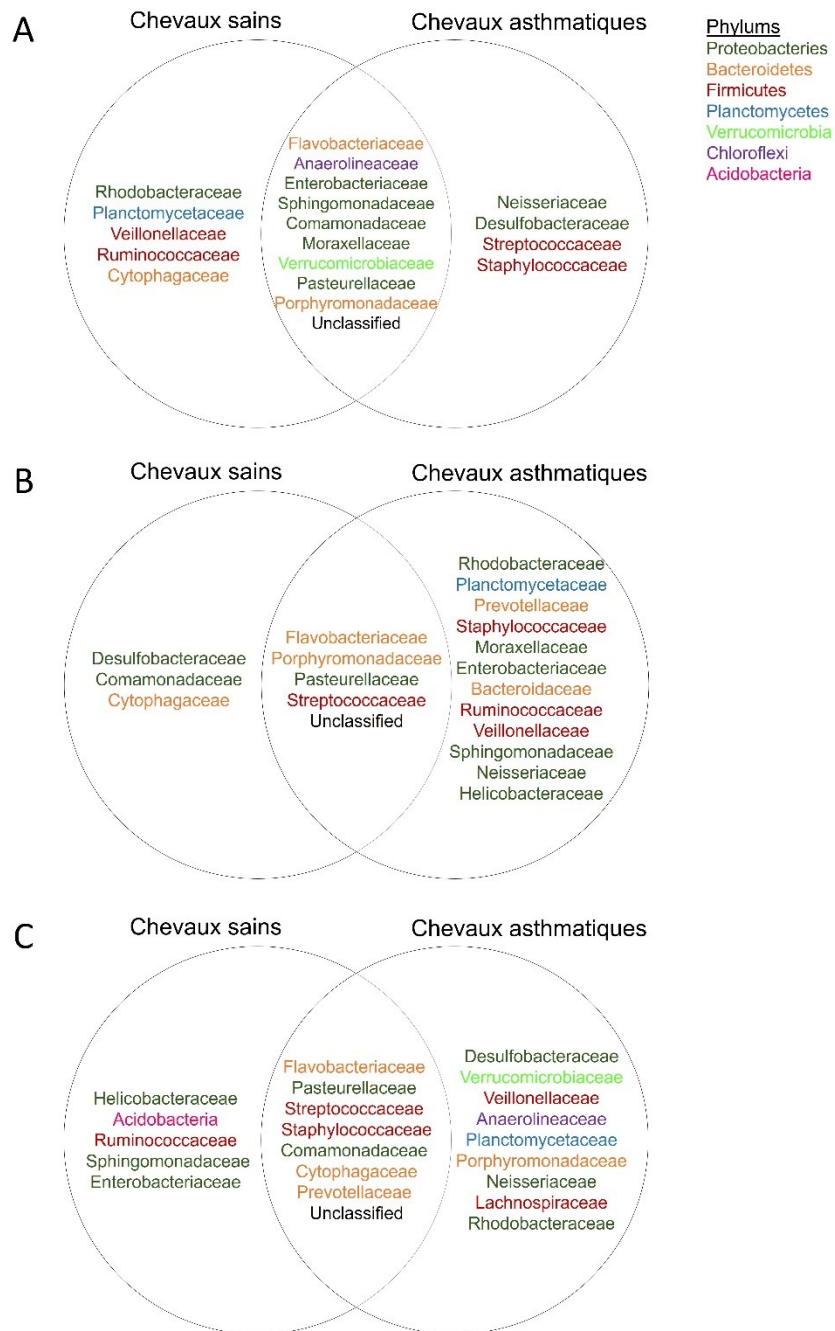 A
Chevaux sains
Chevaux asthmatiques
Phylums
Proteobacteries
Bacteroidetes
Firmicutes
Planctomycetes
Verrucomicrobia
Chloroflexi
Acidobacteria
Rhodobacteraceae
Planctomycetaceae
Veillonellaceae
Ruminococcaceae
Cytophagaceae
Flavobacteriaceae
Anaerolineaceae
Enterobacteriaceae
Sphingomonadaceae
Comamonadaceae
Moraxellaceae
Verrucomicrobiaceae
Pasteurellaceae
Porphyromonadaceae
Unclassified
Neisseriaceae
Desulfobacteraceae
Streptococcaceae
Staphylococcaceae
B
Chevaux sains
Chevaux asthmatiques
Desulfobacteraceae
Comamonadaceae
Cytophagaceae
Flavobacteriaceae
Porphyromonadaceae
Pasteurellaceae
Streptococcaceae
Unclassified
Rhodobacteraceae
Planctomycetaceae
Prevotellaceae
Staphylococcaceae
Moraxellaceae
Enterobacteriaceae
Bacteroidaceae
Ruminococcaceae
Veillonellaceae
Sphingomonadaceae
Neisseriaceae
Helicobacteraceae
C
Chevaux sains
Chevaux asthmatiques
Helicobacteraceae
Acidobacteria
Ruminococcaceae
Sphingomonadaceae
Enterobacteriaceae
Flavobacteriaceae
Pasteurellaceae
Streptococcaceae
Staphylococcaceae
Comamonadaceae
Cytophagaceae
Prevotellaceae
Unclassified
Desulfobacteraceae
Verrucomicrobiaceae
Veillonellaceae
Anaerolineaceae
Planctomycetaceae
Porphyromonadaceae
Neisseriaceae
Lachnospiraceae
Rhodobacteraceae